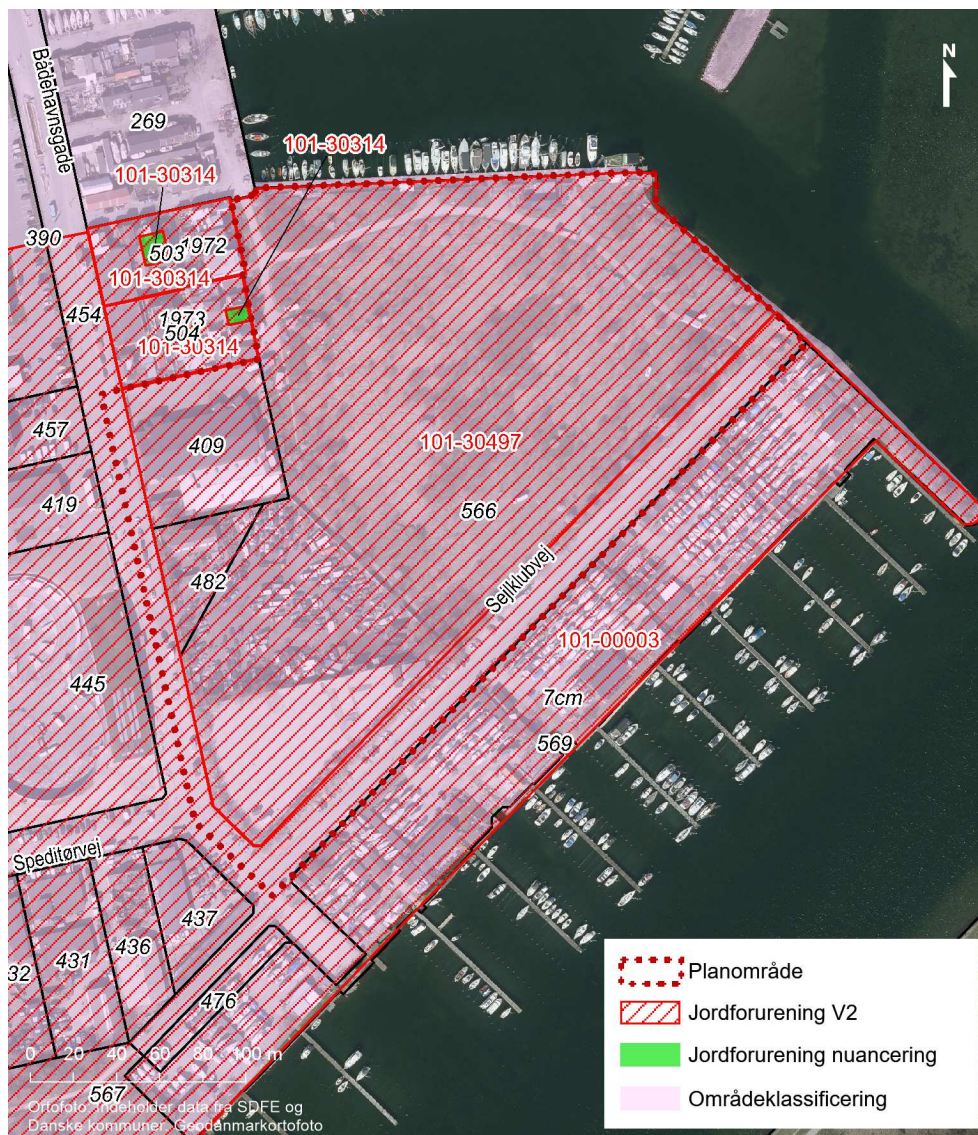 N
Bådehavnsgade
269
101-30314
101-30314
390
503
1972
101-30314
454
1973
504
101-30314
457
409
101-30497
419
566
482
Sejlklubvej
101-00003
445
7cm
569
Speditørvej
437
436
431
32
476
0 20 40 60 80 100 m
567
Ortofoto: Indeholder data fra SDFE og
Danske kommuner, Geodanmarkortofoto
Planområde
Jordforurening V2
Jordforurening nuancering
Områdeklassificering